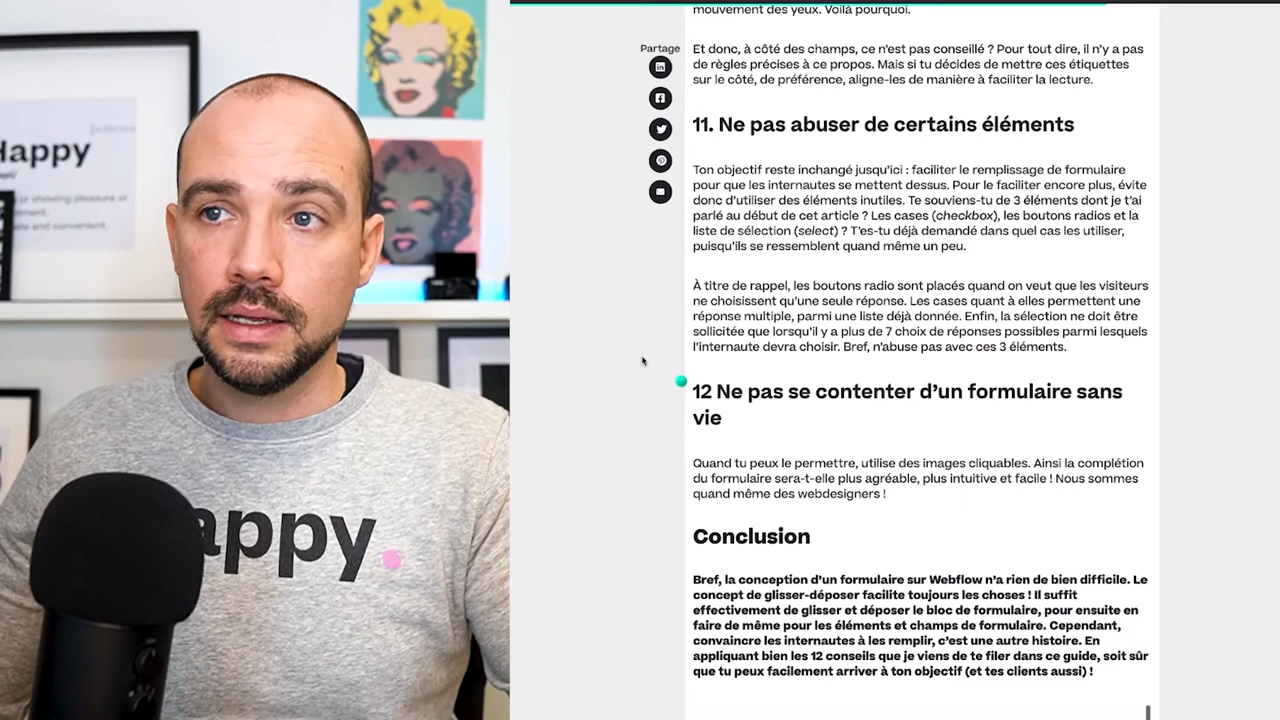 [adjective
Happy
or showing pleasure or
and convenient.
appy.
Partage
mouvement des yeux. Voilà pourquoi.
Et donc, à côté des champs, ce n'est pas conseillé ? Pour tout dire, il n'y a pas
de règles précises à ce propos. Mais si tu décides de mettre ces étiquettes
sur le côté, de préférence, aligne-les de manière à faciliter la lecture.
11. Ne pas abuser de certains éléments
Ton objectif reste inchangé jusqu'ici : faciliter le remplissage de formulaire
pour que les internautes se mettent dessus. Pour le faciliter encore plus, évite
donc d'utiliser des éléments inutiles. Te souviens-tu de 3 éléments dont je t'ai
parlé au début de cet article ? Les cases (checkbox), les boutons radios et la
liste de sélection (select) ? T'es-tu déjà demandé dans quel cas les utiliser,
puisqu'ils se ressemblent quand même un peu.
À titre de rappel, les boutons radio sont placés quand on veut que les visiteurs
ne choisissent qu'une seule réponse. Les cases quant à elles permettent une
réponse multiple, parmi une liste déjà donnée. Enfin, la sélection ne doit être
sollicitée que lorsqu'il y a plus de 7 choix de réponses possibles parmi lesquels
l'internaute devra choisir. Bref, n'abuse pas avec ces 3 éléments.
12 Ne pas se contenter d'un formulaire sans
vie
Quand tu peux le permettre, utilise des images cliquables. Ainsi la complétion
du formulaire sera-t-elle plus agréable, plus intuitive et facile ! Nous sommes
quand même des webdesigners !
Conclusion
Bref, la conception d'un formulaire sur Webflow n'a rien de bien difficile. Le
concept de glisser-déposer facilite toujours les choses ! Il suffit
effectivement de glisser et déposer le bloc de formulaire, pour ensuite en
faire de même pour les éléments et champs de formulaire. Cependant,
convaincre les internautes à les remplir, c'est une autre histoire. En
appliquant bien les 12 conseils que je viens de te filer dans ce guide, soit sûr
que tu peux facilement arriver à ton objectif (et tes clients aussi) !